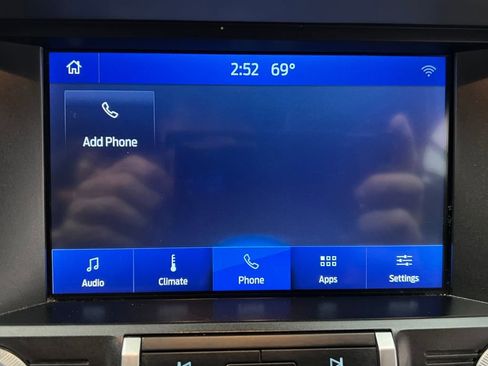 2:52 69°
Add Phone
Audio Climate Phone Apps Settings